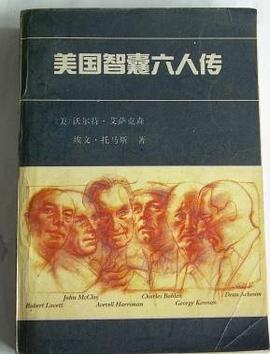 美国智囊六人传
〔美〕沃尔特·艾萨克森
埃文·托马斯 著
John McCloy
Charles Bohlen
Dean Acheson
Robert Lovett
Averell Harriman
George Kennan